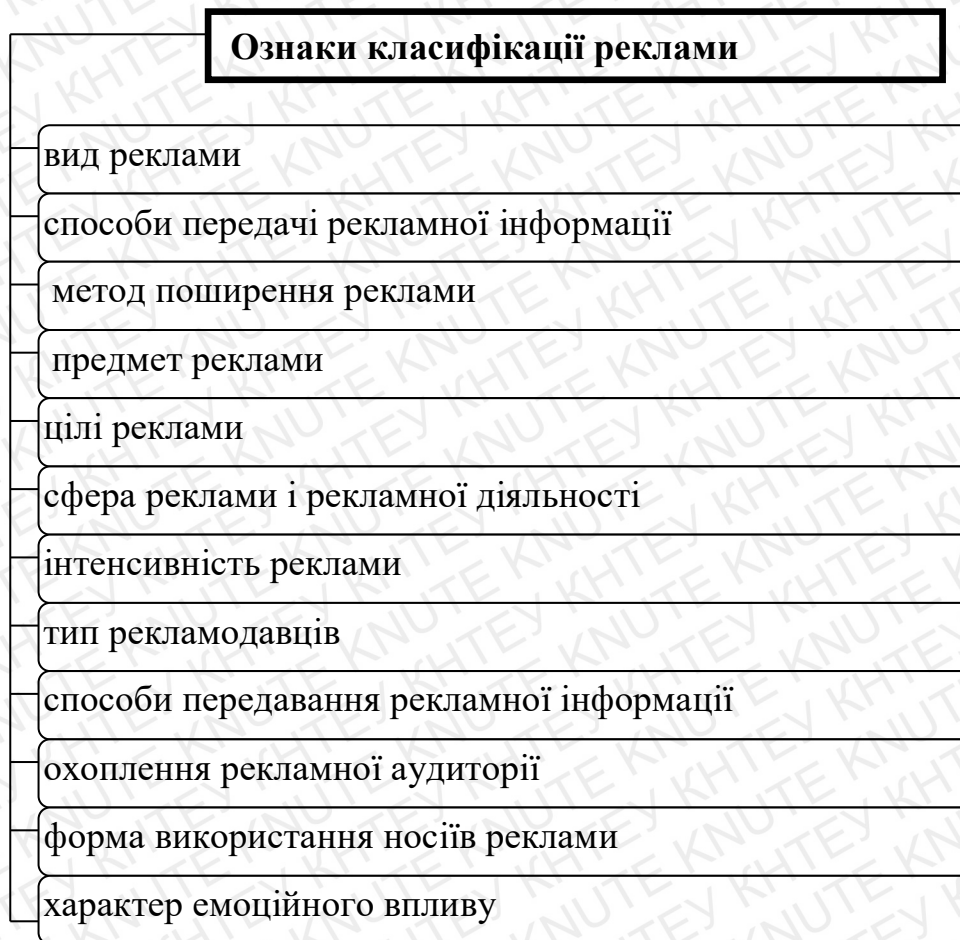 Ознаки класифікації реклами
вид реклами
способи передачі рекламної інформації
метод поширення реклами
предмет реклами
цілі реклами
сфера реклами і рекламної діяльності
інтенсивність реклами
тип рекламодавців
способи передавання рекламної інформації
охоплення рекламної аудиторії
форма використання носіїв реклами
характер емоційного впливу